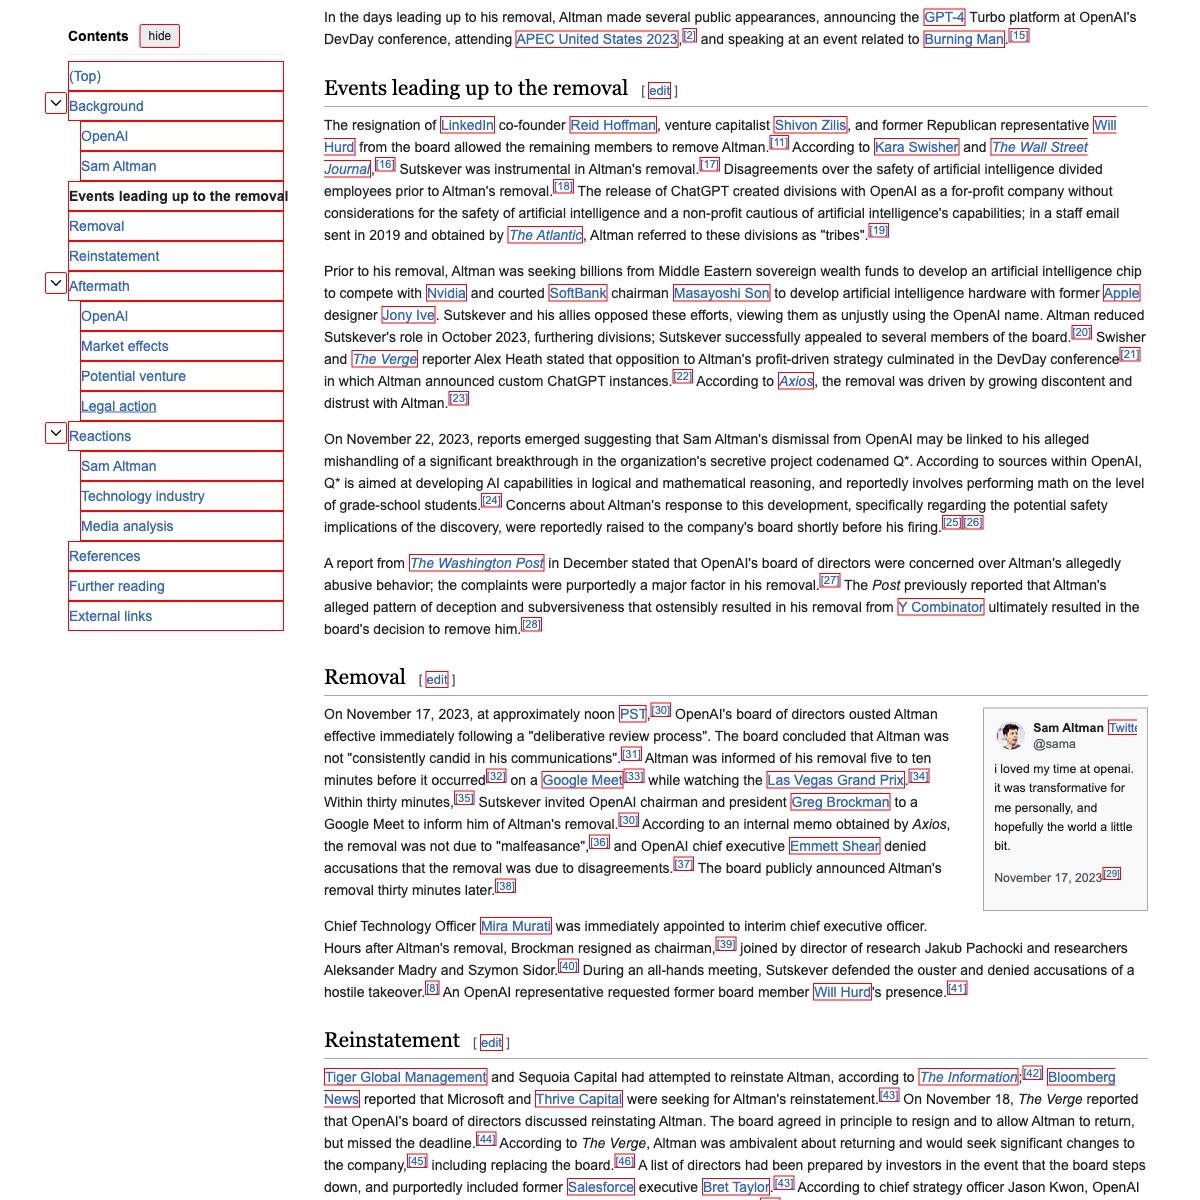 In the days leading up to his removal, Altman made several public appearances, announcing the GPT-4 Turbo platform at OpenAI's
DevDay conference, attending APEC United States 2023,[2] and speaking at an event related to Burning Man.[15]
Contents hide
(Top)
Background
OpenAI
Sam Altman
Events leading up to the removal
Removal
Reinstatement
Aftermath
OpenAI
Market effects
Potential venture
Legal action
Reactions
Sam Altman
Technology industry
Media analysis
References
Further reading
External links
Events leading up to the removal [ edit ]
The resignation of LinkedIn co-founder Reid Hoffman, venture capitalist Shivon Zilis, and former Republican representative Will
Hurd from the board allowed the remaining members to remove Altman.[11] According to Kara Swisher and The Wall Street
Journal,[16] Sutskever was instrumental in Altman's removal.[17] Disagreements over the safety of artificial intelligence divided
employees prior to Altman's removal.[18] The release of ChatGPT created divisions with OpenAI as a for-profit company without
considerations for the safety of artificial intelligence and a non-profit cautious of artificial intelligence's capabilities; in a staff email
sent in 2019 and obtained by The Atlantic, Altman referred to these divisions as "tribes".[19]
Prior to his removal, Altman was seeking billions from Middle Eastern sovereign wealth funds to develop an artificial intelligence chip
to compete with Nvidia and courted SoftBank chairman Masayoshi Son to develop artificial intelligence hardware with former Apple
designer Jony Ive. Sutskever and his allies opposed these efforts, viewing them as unjustly using the OpenAI name. Altman reduced
Sutskever's role in October 2023, furthering divisions; Sutskever successfully appealed to several members of the board.[20] Swisher
and The Verge reporter Alex Heath stated that opposition to Altman's profit-driven strategy culminated in the DevDay conference[21]
in which Altman announced custom ChatGPT instances.[22] According to Axios, the removal was driven by growing discontent and
distrust with Altman.[23]
On November 22, 2023, reports emerged suggesting that Sam Altman's dismissal from OpenAI may be linked to his alleged
mishandling of a significant breakthrough in the organization's secretive project codenamed Q*. According to sources within OpenAI,
Q* is aimed at developing AI capabilities in logical and mathematical reasoning, and reportedly involves performing math on the level
of grade-school students.[24] Concerns about Altman's response to this development, specifically regarding the potential safety
implications of the discovery, were reportedly raised to the company's board shortly before his firing.[25][26]
A report from The Washington Post in December stated that OpenAI's board of directors were concerned over Altman's allegedly
abusive behavior; the complaints were purportedly a major factor in his removal.[27] The Post previously reported that Altman's
alleged pattern of deception and subversiveness that ostensibly resulted in his removal from Y Combinator ultimately resulted in the
board's decision to remove him.[28]
Removal [ edit ]
On November 17, 2023, at approximately noon PST,[30] OpenAI's board of directors ousted Altman
effective immediately following a "deliberative review process". The board concluded that Altman was
not "consistently candid in his communications".[31] Altman was informed of his removal five to ten
minutes before it occurred[32] on a Google Meet[33] while watching the Las Vegas Grand Prix.[34]
Within thirty minutes,[35] Sutskever invited OpenAI chairman and president Greg Brockman to a
Google Meet to inform him of Altman's removal.[30] According to an internal memo obtained by Axios,
the removal was not due to "malfeasance",[36] and OpenAI chief executive Emmett Shear denied
accusations that the removal was due to disagreements.[37] The board publicly announced Altman's
removal thirty minutes later.[38]
Sam Altman Twitte
@sama
i loved my time at openai.
it was transformative for
me personally, and
hopefully the world a little
bit.
November 17, 2023[29]
Chief Technology Officer Mira Murati was immediately appointed to interim chief executive officer.
Hours after Altman's removal, Brockman resigned as chairman,[39] joined by director of research Jakub Pachocki and researchers
Aleksander Madry and Szymon Sidor.[40] During an all-hands meeting, Sutskever defended the ouster and denied accusations of a
hostile takeover.[8] An OpenAI representative requested former board member Will Hurd's presence.[41]
Reinstatement [ edit ]
Tiger Global Management and Sequoia Capital had attempted to reinstate Altman, according to The Information;[42] Bloomberg
News reported that Microsoft and Thrive Capital were seeking for Altman's reinstatement.[43] On November 18, The Verge reported
that OpenAI's board of directors discussed reinstating Altman. The board agreed in principle to resign and to allow Altman to return,
but missed the deadline.[44] According to The Verge, Altman was ambivalent about returning and would seek significant changes to
the company,[45] including replacing the board.[46] A list of directors had been prepared by investors in the event that the board steps
down, and purportedly included former Salesforce executive Bret Taylor.[43] According to chief strategy officer Jason Kwon, OpenAI